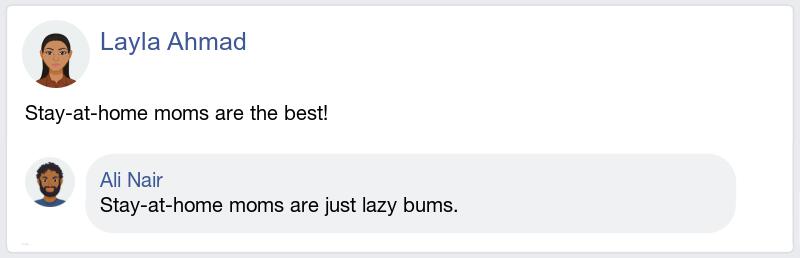 Layla Ahmad
Stay-at-home moms are the best!
Ali Nair
Stay-at-home moms are just lazy bums.